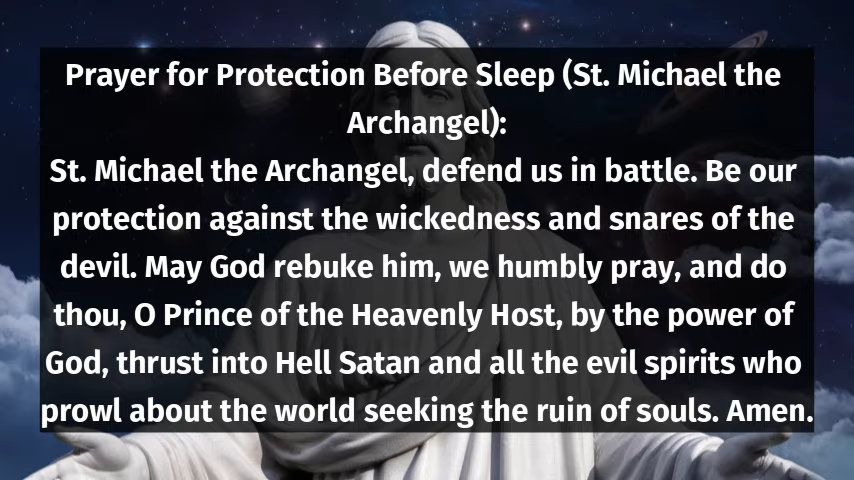 Prayer for Protection Before Sleep (St. Michael the
Archangel):
St. Michael the Archangel, defend us in battle. Be our
protection against the wickedness and snares of the
devil. May God rebuke him, we humbly pray, and do
thou, O Prince of the Heavenly Host, by the power of
God, thrust into Hell Satan and all the evil spirits who
prowl about the world seeking the ruin of souls. Amen.